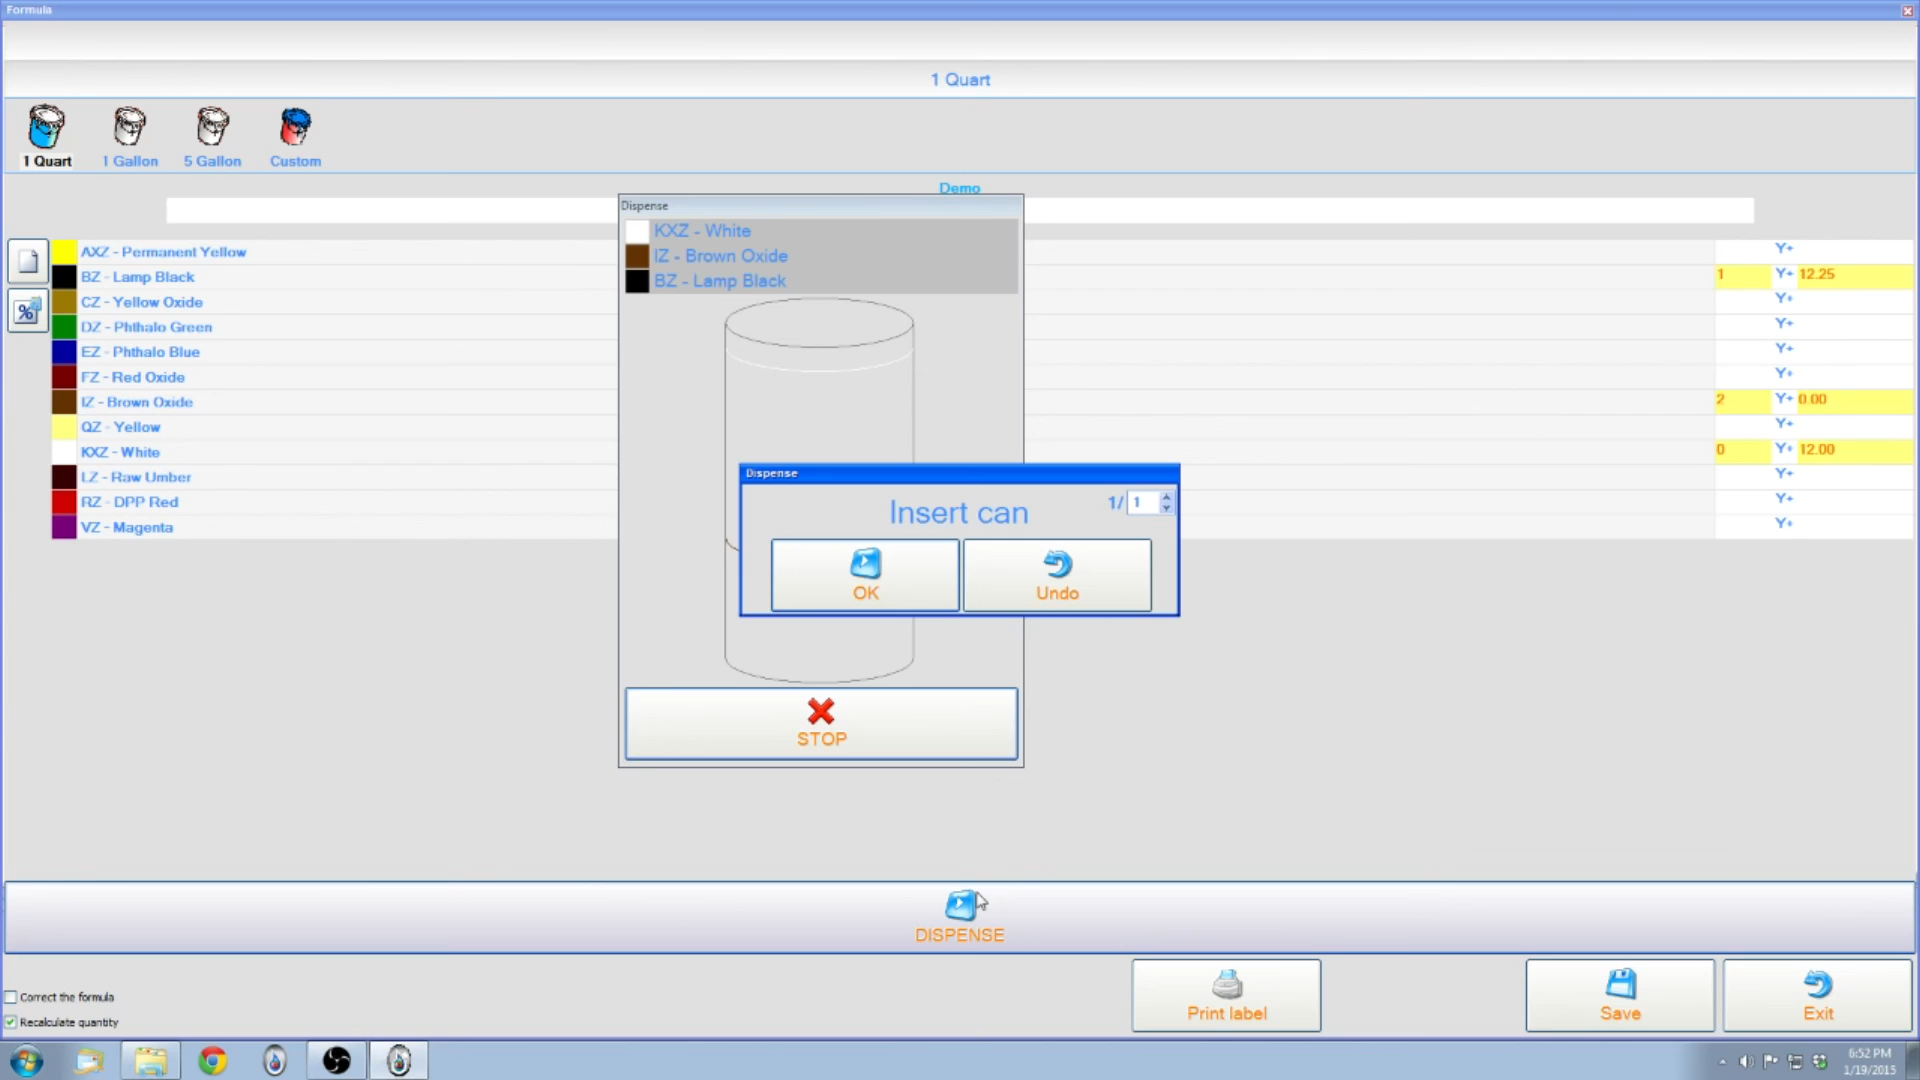 Formula
1 Quart
1 Quart
1 Gallon
5 Gallon
Custom
Demo
Dispense
KXZ - White
IZ - Brown Oxide
BZ - Lamp Black
AXZ - Permanent Yellow
Y+
BZ - Lamp Black
1 Y+ 12.25
CZ - Yellow Oxide
Y+
DZ - Phthalo Green
Y+
EZ - Phthalo Blue
Y+
FZ - Red Oxide
Y+
IZ - Brown Oxide
2 Y+ 0.00
QZ - Yellow
Y+
KXZ - White
0 Y+ 12.00
LZ - Raw Umber
Y+
RZ - DPP Red
Y+
VZ - Magenta
Y+
%
Dispense
Insert can
1/ 1
OK
Undo
STOP
DISPENSE
Correct the formula
Recalculate quantity
Print label
Save
Exit
6:52 PM
1/19/2015